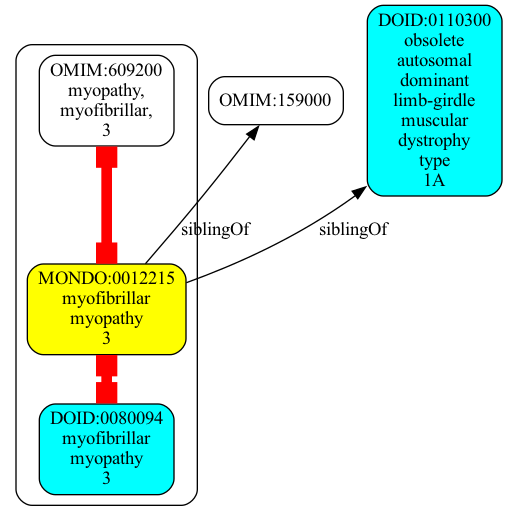 OMIM:609200
myopathy,
myofibrillar,
3
OMIM:159000
DOID:0110300
obsolete
autosomal
dominant
limb-girdle
muscular
dystrophy
type
1A
siblingOf
siblingOf
MONDO:0012215
myofibrillar
myopathy
3
DOID:0080094
myofibrillar
myopathy
3